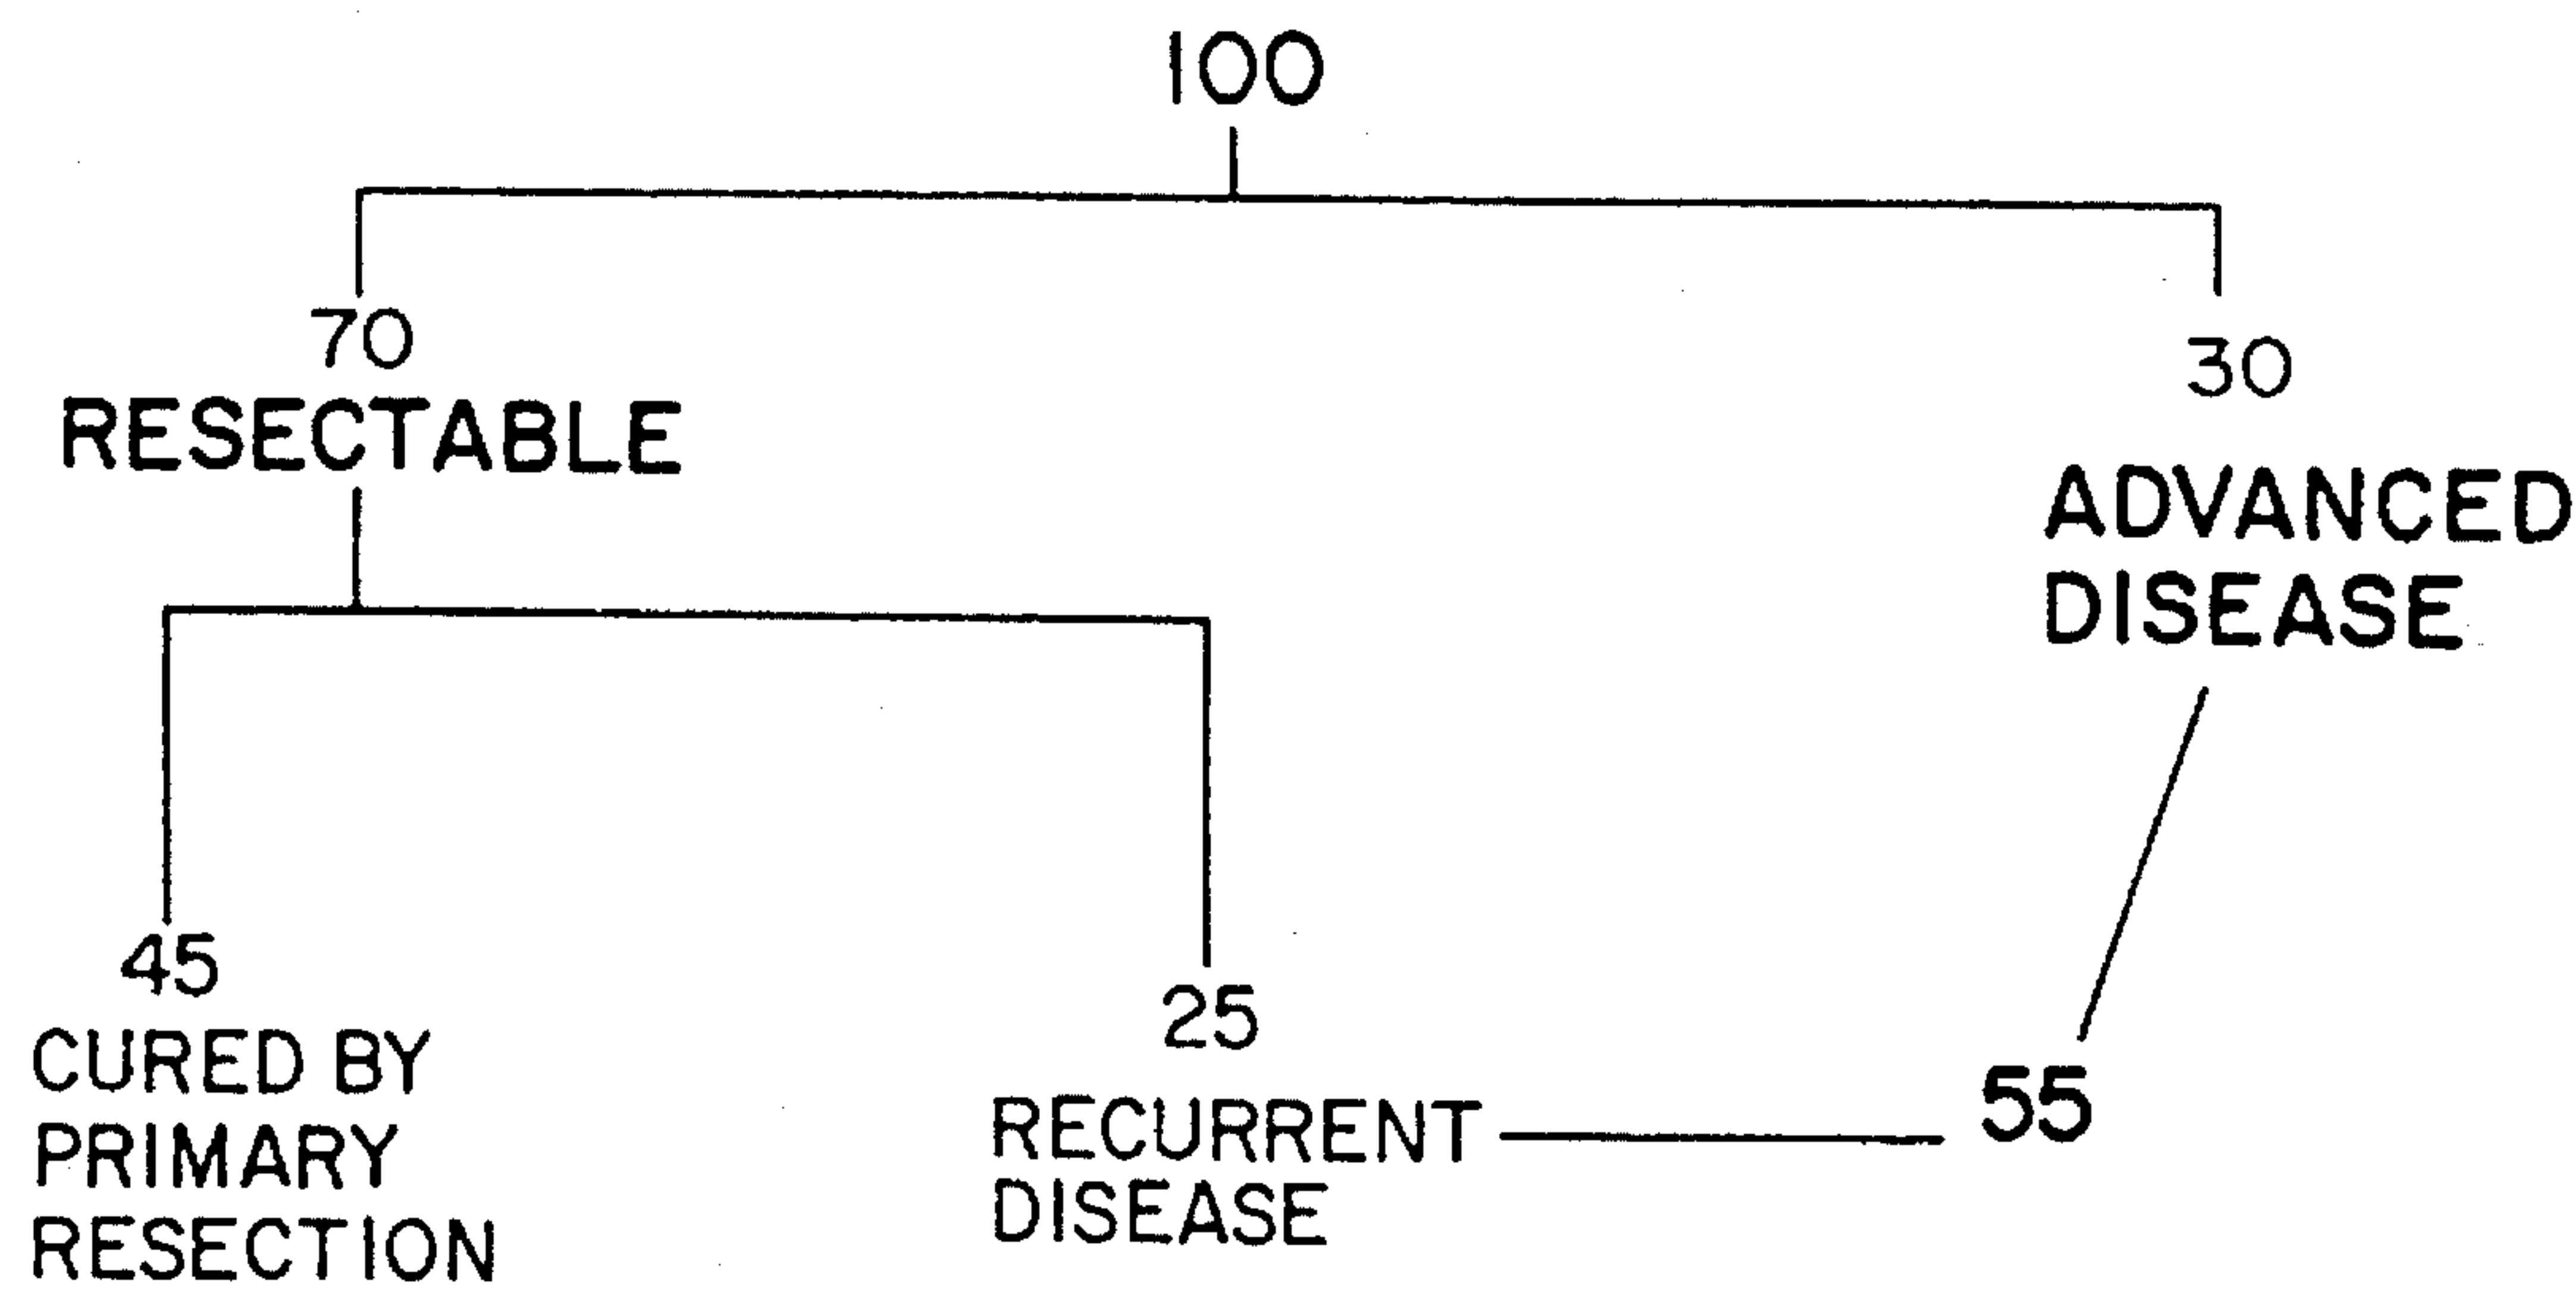 100
70
RESECTABLE
30
ADVANCED
DISEASE
45
CURED BY
PRIMARY
RESECTION
25
RECURRENT
DISEASE
55